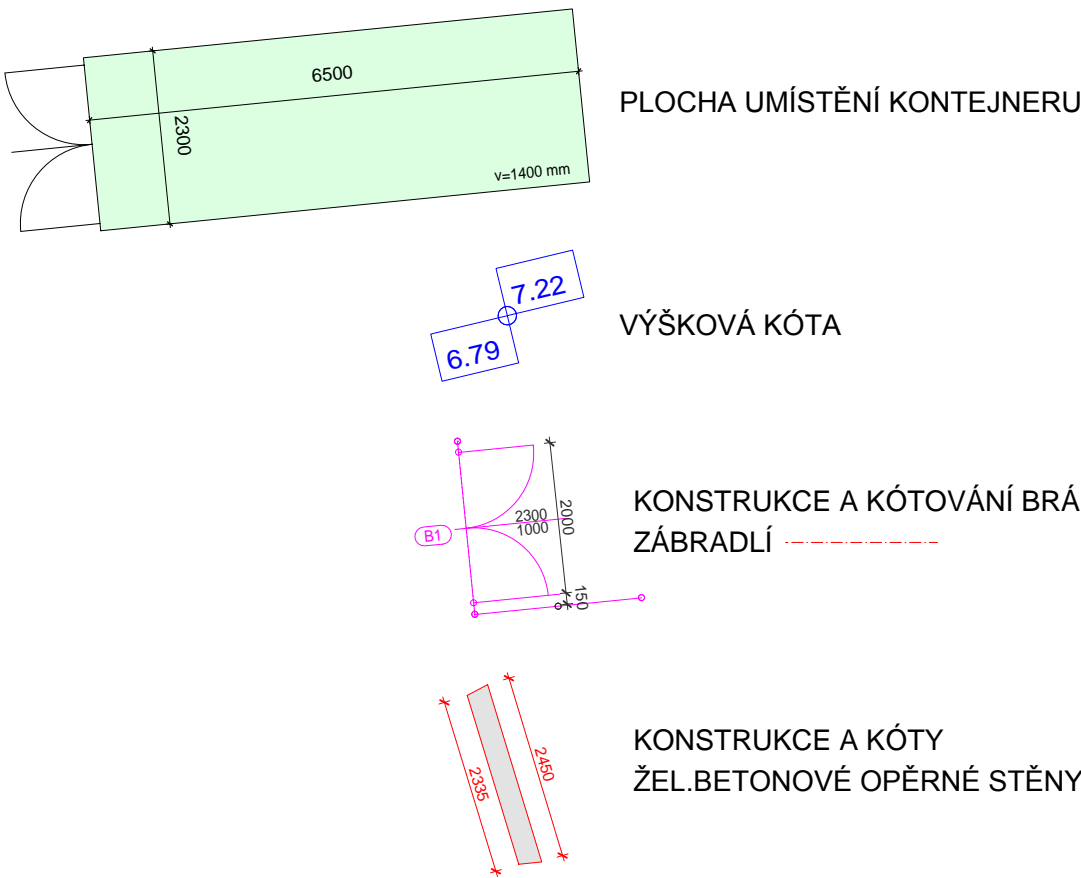 6500
2300
v=1400 mm
PLOCHA UMÍSTĚNÍ KONTEJNERU
7.22
6.79
VÝŠKOVÁ KÓTA
B1
2300
1000
2000
150
KONSTRUKCE A KÓTOVÁNÍ BRÁ
ZÁBRADLÍ
2335
2450
KONSTRUKCE A KÓTY
ŽEL.BETONOVÉ OPĚRNÉ STĚNY